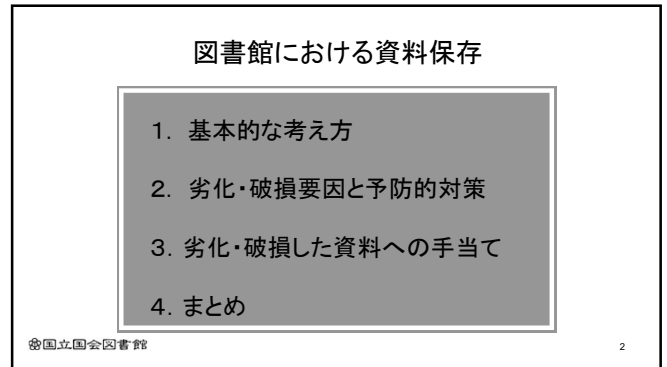 図書館における資料保存
1. 基本的な考え方
2. 劣化・破損要因と予防的対策
3. 劣化・破損した資料への手当て
4. まとめ
国立国会図書館
2